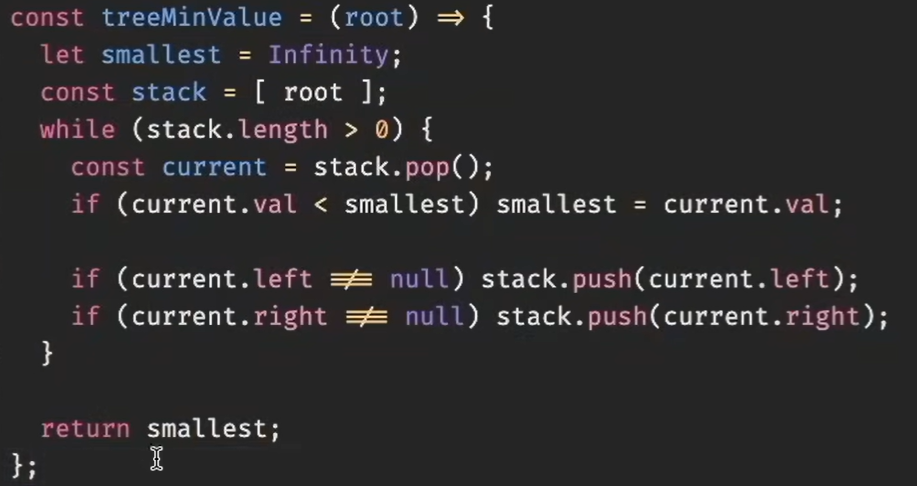 const treeMinValue = (root) => {
let smallest = Infinity;
const stack = [ root ];
while (stack.length > 0) {
const current = stack.pop();
if (current.val < smallest) smallest = current.val;
if (current.left !== null) stack.push(current.left);
if (current.right !== null) stack.push(current.right);
}
return smallest;
};